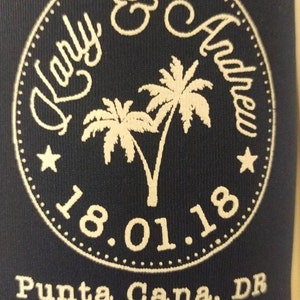 Karly & Andrew
18.01.18
Punta Cana, DR